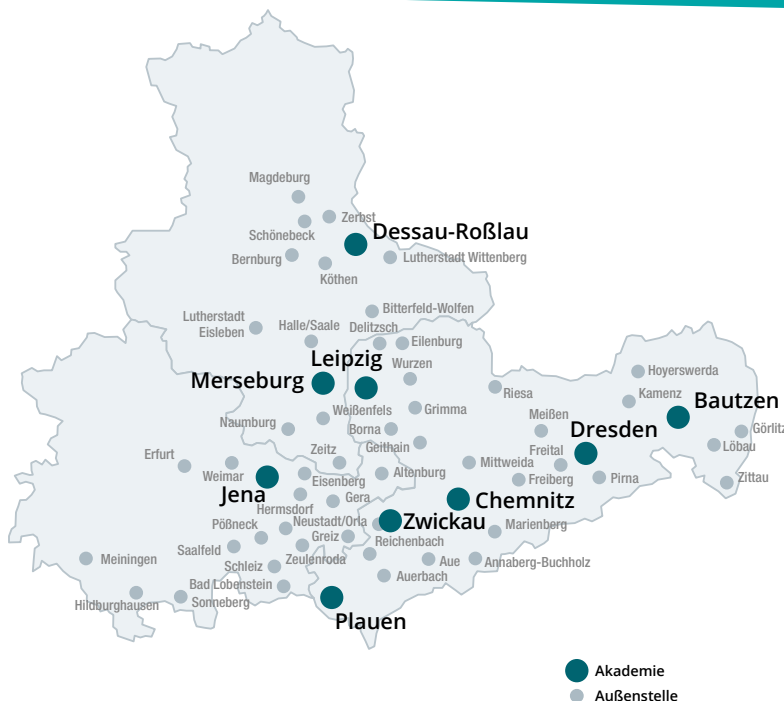 Magdeburg
Zerbst
Schönebeck
Dessau-Roßlau
Bernburg
Lutherstadt Wittenberg
Köthen
Bitterfeld-Wolfen
Lutherstadt
Eisleben
Halle/Saale
Delitzsch
Eilenburg
Leipzig
Wurzen
Merseburg
Hoyerswerda
Riesa
Kamenz
Bautzen
Weißenfels
Grimma
Naumburg
Borna
Meißen
Dresden
Görlitz
Geithain
Löbau
Erfurt
Zeitz
Freital
Weimar
Mittweida
Altenburg
Eisenberg
Freiberg
Pirna
Zittau
Jena
Gera
Chemnitz
Hermsdorf
Zwickau
Pößneck
Neustadt/Orla
Marienberg
Greiz
Reichenbach
Saalfeld
Meiningen
Zeulenroda
Aue
Annaberg-Buchholz
Schleiz
Auerbach
Bad Lobenstein
Hildburghausen
Sonneberg
Plauen
Akademie
Außenstelle